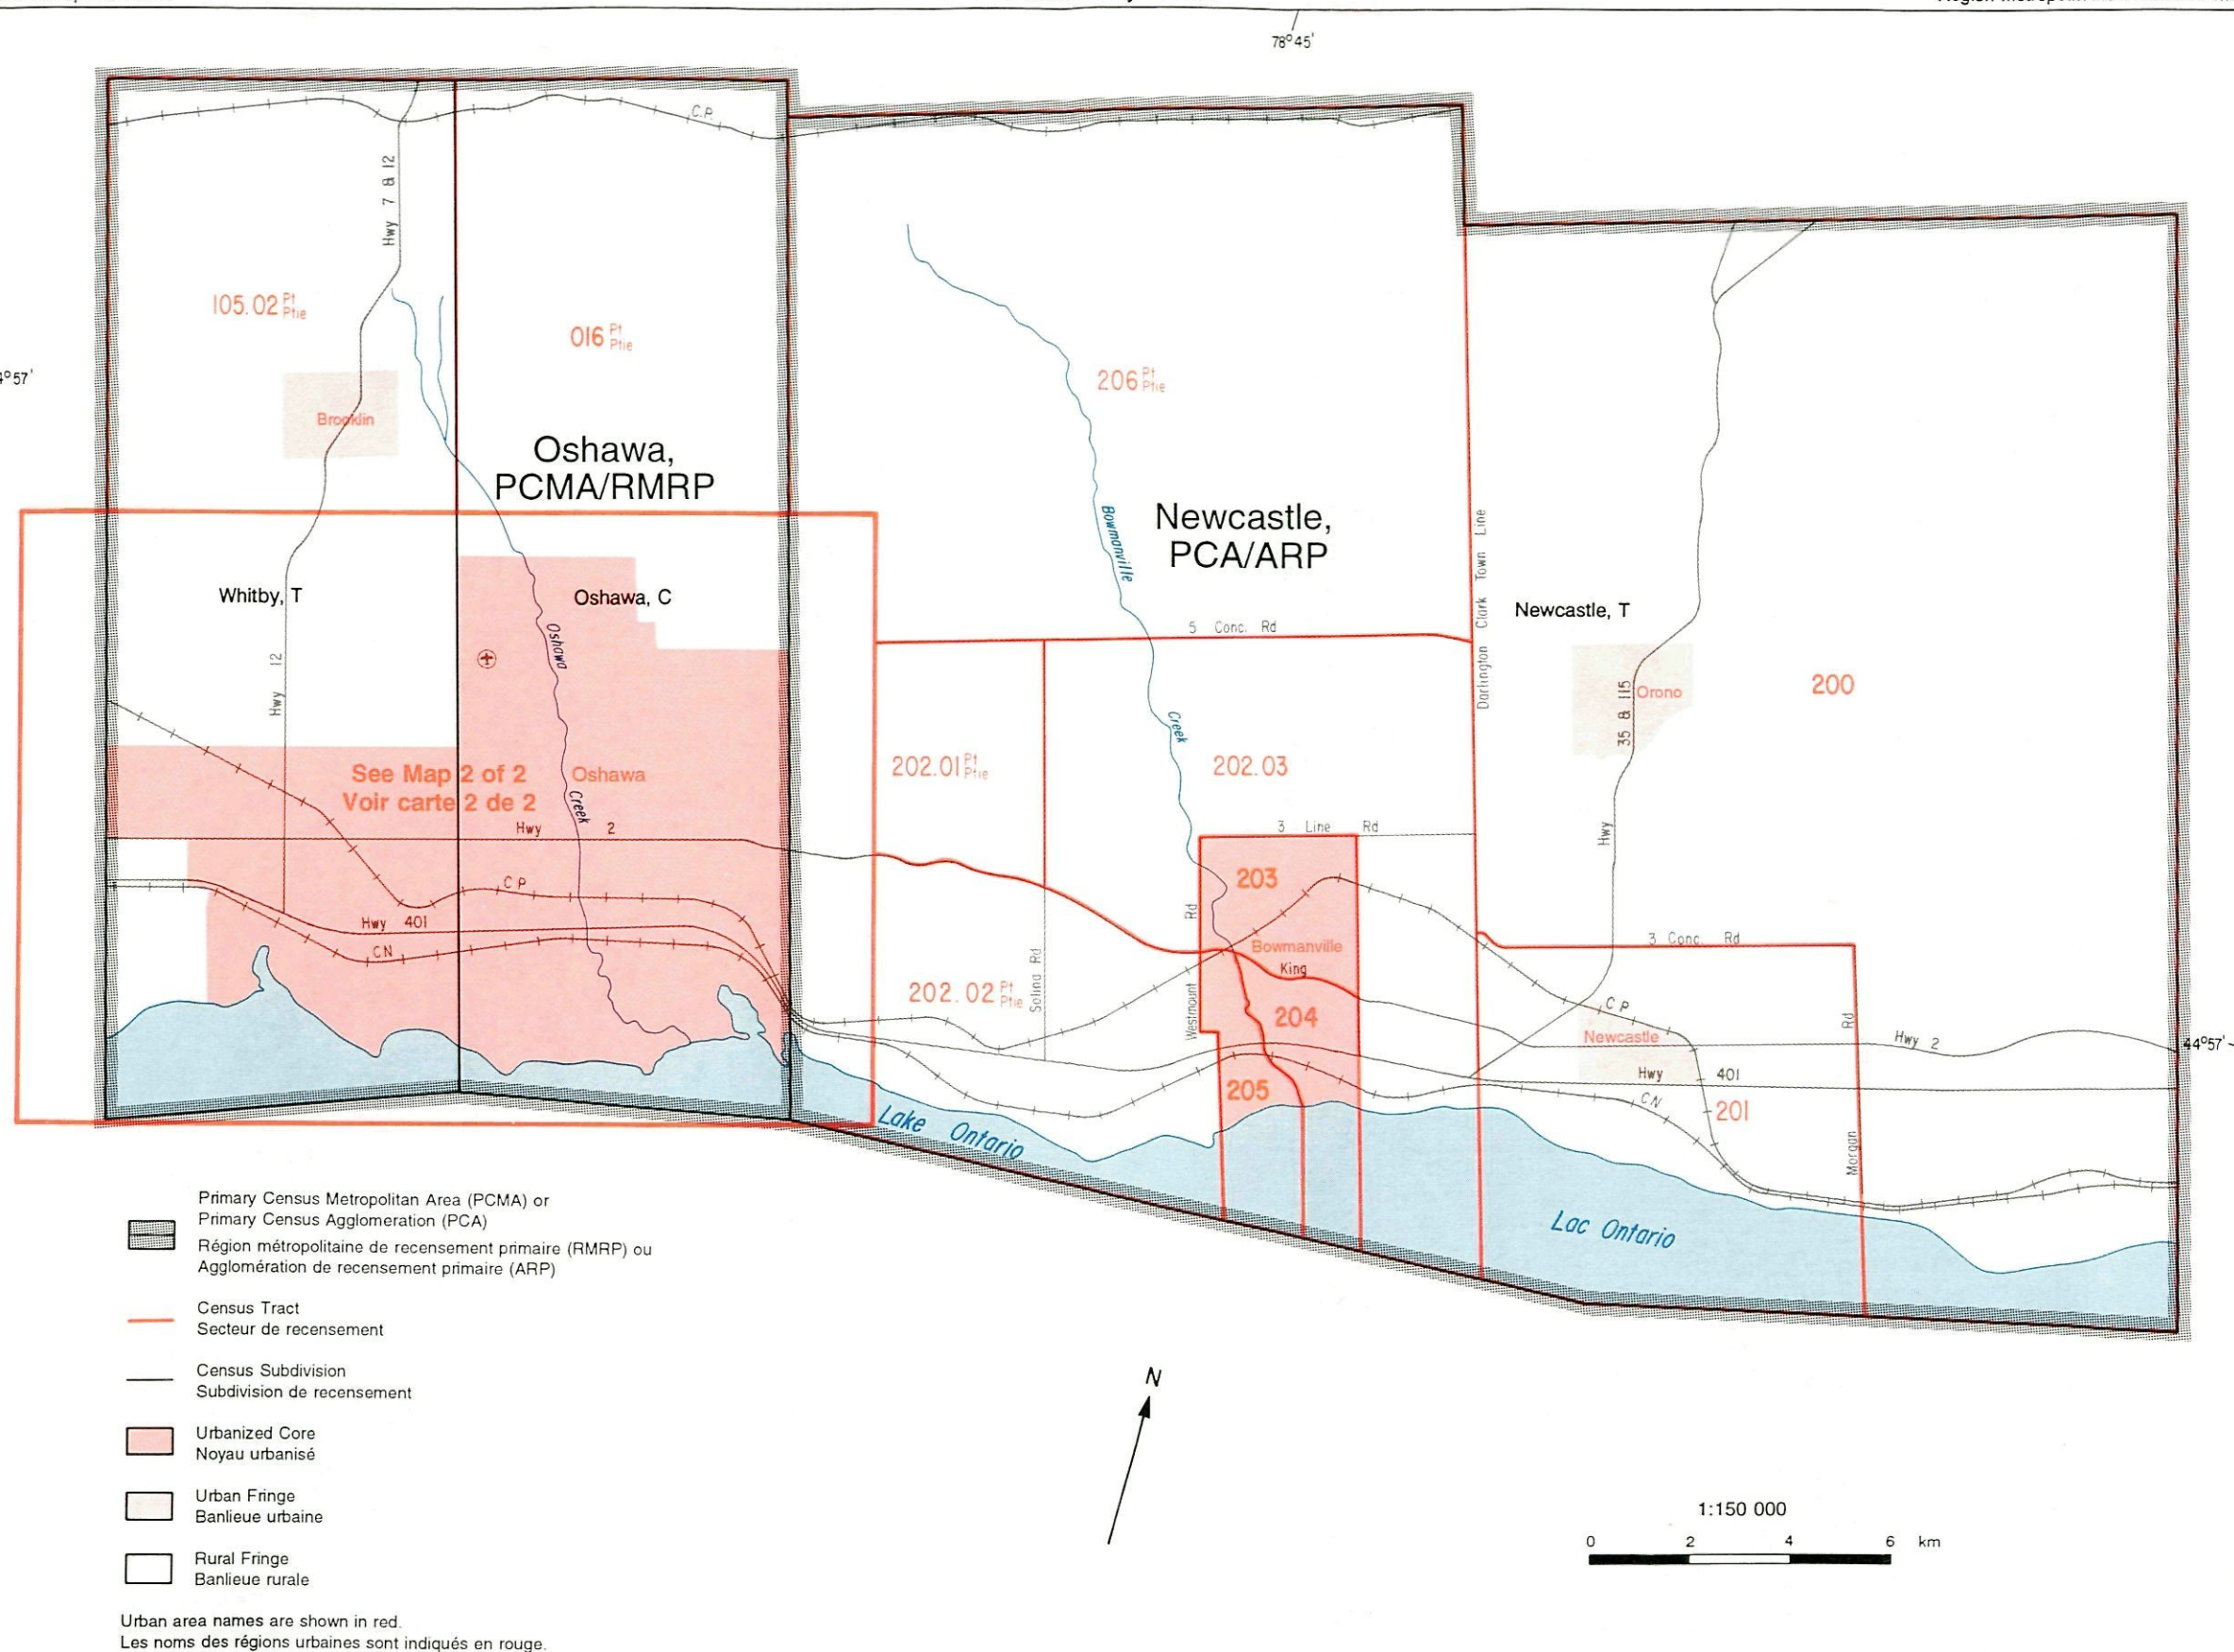 78°45'
C.P.
Hwy 7 & 12
105.02 Pt
Ptie
016 Pt
Ptie
206 Pt
Ptie
Brooklin
Oshawa,
PCMA/RMRP
Newcastle,
PCA/ARP
Bowmanville
Creek
Darlington Clark Town Line
Whitby, T
Oshawa, C
Newcastle, T
5 Conc. Rd
Oshawa
Creek
Hwy 12
Orono
Hwy 35 & 115
200
202.01 Pt
Ptie
202.03
See Map 2 of 2
Voir carte 2 de 2
Oshawa
Hwy 2
3 Line Rd
203
C P
Hwy 401
CN
Westmount Rd
Bowmanville
King
3 Conc. Rd
202.02 Pt
Ptie
Solina Rd
204
C P
Newcastle
Morgan Rd
Hwy 2
44°57'
205
Hwy 401
CN
201
Lake Ontario
Lac Ontario
Primary Census Metropolitan Area (PCMA) or
Primary Census Agglomeration (PCA)
Région métropolitaine de recensement primaire (RMRP) ou
Agglomération de recensement primaire (ARP)
Census Tract
Secteur de recensement
Census Subdivision
Subdivision de recensement
Urbanized Core
Noyau urbanisé
Urban Fringe
Banlieue urbaine
Rural Fringe
Banlieue rurale
Urban area names are shown in red.
Les noms des régions urbaines sont indiqués en rouge.
N
1:150 000
0 2 4 6 km